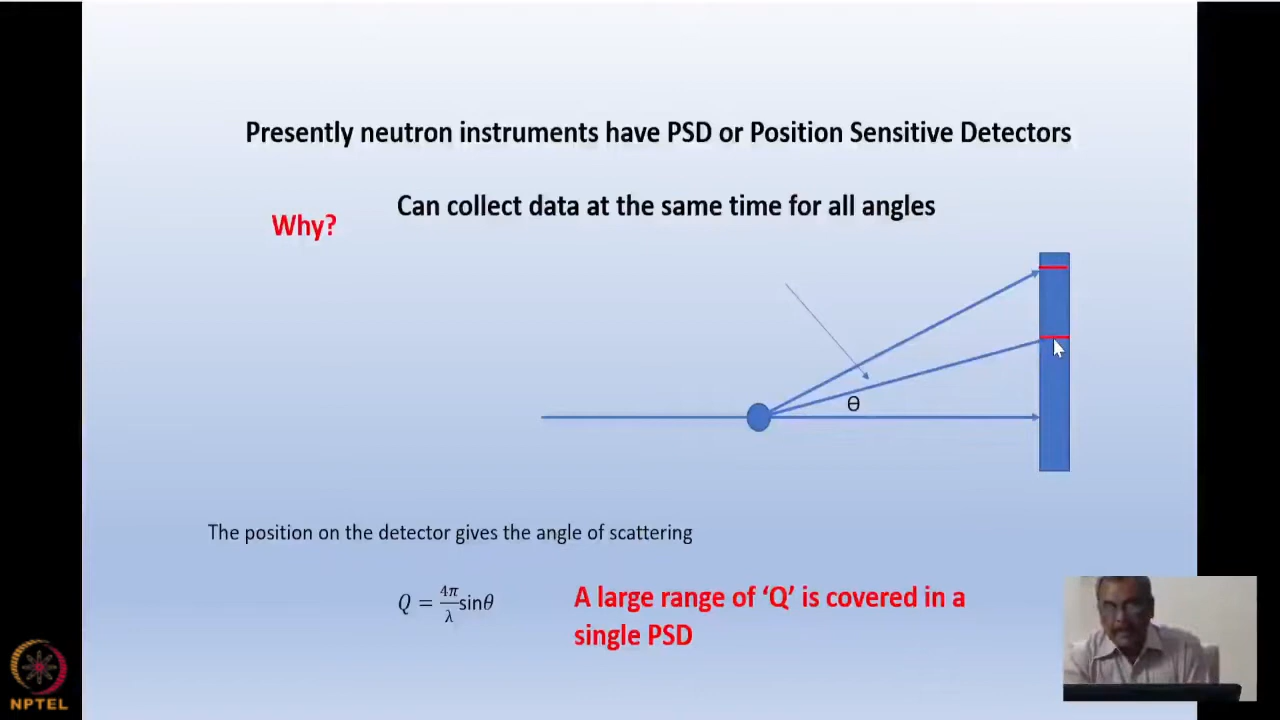 Presently neutron instruments have PSD or Position Sensitive Detectors
Can collect data at the same time for all angles
Why?
θ
The position on the detector gives the angle of scattering
Q = 4π/λ sinθ
A large range of ‘Q’ is covered in a
single PSD
NPTEL